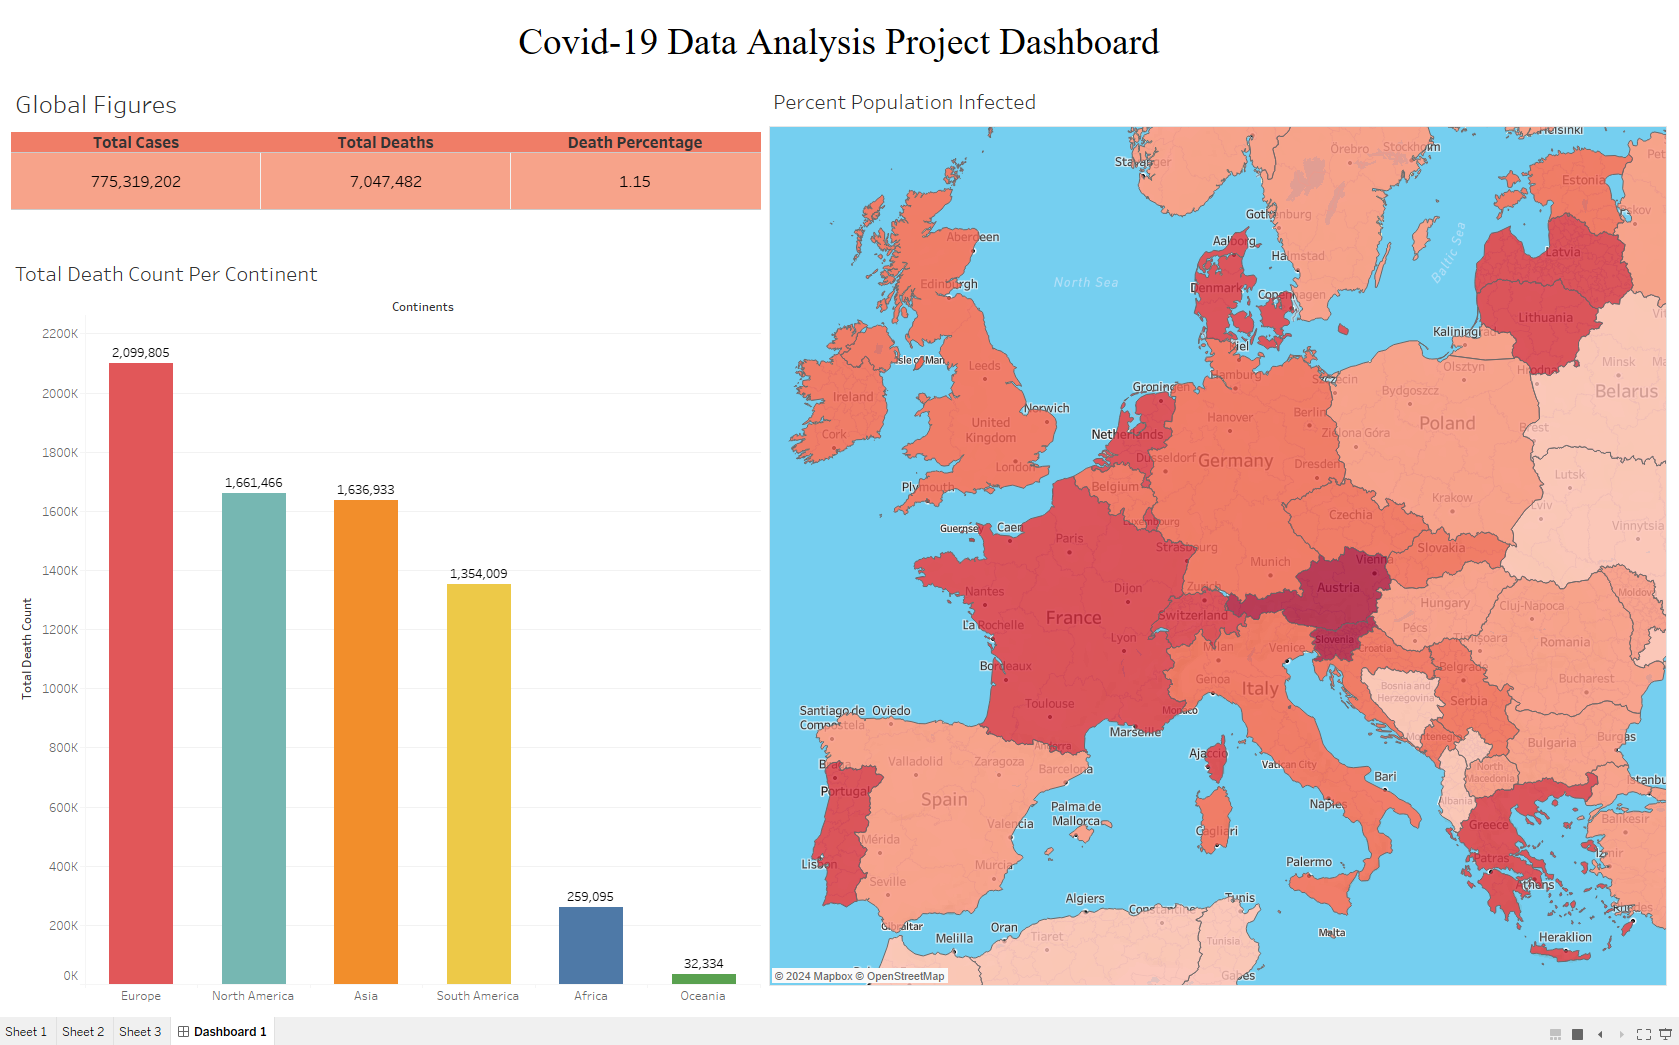 Covid-19 Data Analysis Project Dashboard
Global Figures
Total Cases
Total Deaths
Death Percentage
775,319,202
7,047,482
1.15
Total Death Count Per Continent
Continents
Total Death Count
2200K
2000K
1800K
1600K
1400K
1200K
1000K
800K
600K
400K
200K
0K
2,099,805
1,661,466
1,636,933
1,354,009
259,095
32,334
Europe
North America
Asia
South America
Africa
Oceania
Percent Population Infected
Helsinki
Örebro
Stockholm
Stavanger
Estonia
Gothenburg
Aberdeen
Aalborg
Halmstad
Baltic Sea
Latvia
North Sea
Edinburgh
Denmark
Copenhagen
Lithuania
Kaliningrad
Kiel
Isle of Man
Leeds
Hamburg
Szczecin
Olsztyn
Hrodna
Minsk
Groningen
Bydgoszcz
Belarus
Ireland
Norwich
Hanover
Berlin
Poland
Cork
United
Kingdom
Netherlands
Zielona Góra
Brest
Düsseldorf
Germany
Dresden
London
Plymouth
Belgium
Krakow
Lutsk
Lviv
Guernsey
Caen
Luxembourg
Czechia
Vinnytsia
Paris
Strasbourg
Munich
Slovakia
Vienna
Nantes
Dijon
Zurich
Austria
Hungary
Cluj-Napoca
Moldova
La Rochelle
France
Switzerland
Pécs
Timișoara
Lyon
Slovenia
Romania
Milan
Venice
Croatia
Bordeaux
Genoa
Italy
Belgrade
Bucharest
Bosnia and
Herzegovina
Serbia
Toulouse
Monaco
Santiago de
Compostela
Oviedo
Marseille
Montenegro
Bulgaria
Burgas
Andorra
Ajaccio
Braga
Valladolid
Zaragoza
Barcelona
Vatican City
Bari
North
Macedonia
Istanbu
Portugal
Spain
Palma de
Mallorca
Naples
Albania
Valencia
Cagliari
Greece
Balıkesir
Mérida
Lisbon
Murcia
Palermo
Patras
Izmir
Seville
Athens
Algiers
Tunis
Constantine
Rhodes
Gibraltar
Melilla
Oran
Tiaret
Tunisia
Malta
Heraklion
Gabès
© 2024 Mapbox © OpenStreetMap
Sheet 1
Sheet 2
Sheet 3
Dashboard 1